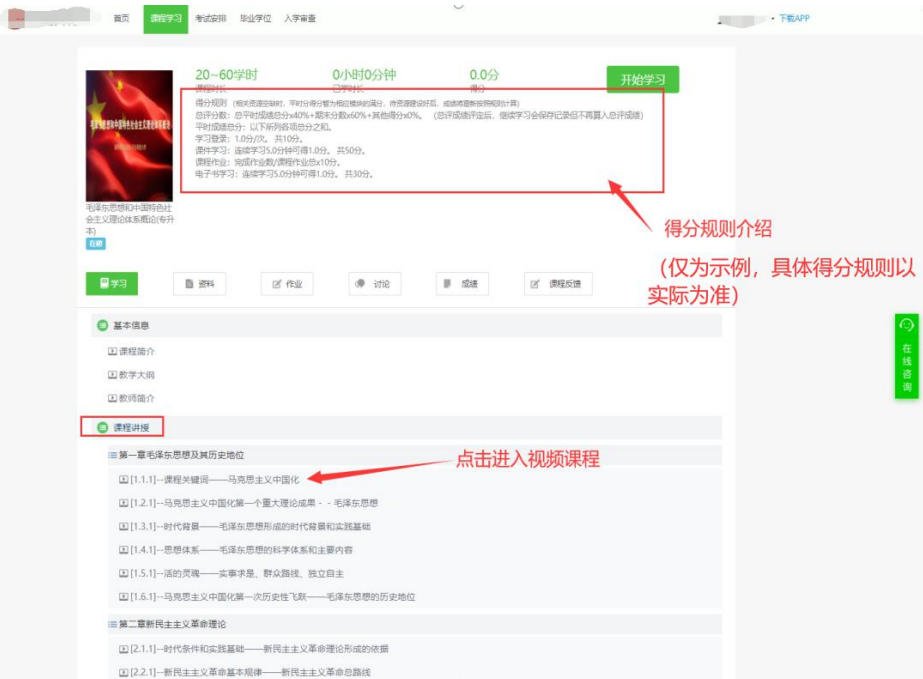 首页 课程学习 考试安排 毕业学位 入学审查
下载APP
20~60学时 0小时0分钟 0.0分
课程时长 已学时长 得分
开始学习
得分规则 (相关资源空缺时，平时分得分暂为相应模块的满分，待资源建设好后，成绩将重新按照规则计算)
总评分数：总平时成绩总分x40%+期末分数x60%+其他得分x0%。 (总评成绩评定后，继续学习会保存记录但不再算入总评成绩)
平时成绩总分：以下所列各项总分之和。
学习登录：1.0分/次。共10分。
课件学习：连续学习5.0分钟可得1.0分。共50分。
课程作业：完成作业数/课程作业总x10分。
电子书学习：连续学习5.0分钟可得1.0分。共30分。
毛泽东思想和中国特色社
会主义理论体系概论(专升
本)
得分规则介绍
(仅为示例，具体得分规则以
实际为准)
学习 资料 作业 讨论 成绩 课程反馈
基本信息
课程简介
教学大纲
教师简介
在线咨询
课程讲授
第一章毛泽东思想及其历史地位
点击进入视频课程
[1.1.1]--课程关键词——马克思主义中国化
[1.2.1]--马克思主义中国化第一个重大理论成果 - - 毛泽东思想
[1.3.1]--时代背景——毛泽东思想形成的时代背景和实践基础
[1.4.1]--思想体系——毛泽东思想的科学体系和主要内容
[1.5.1]--活的灵魂——实事求是、群众路线、独立自主
[1.6.1]--马克思主义中国化第一次历史性飞跃——毛泽东思想的历史地位
第二章新民主主义革命理论
[2.1.1]--时代条件和实践基础——新民主主义革命理论形成的依据
[2.2.1]--新民主主义革命基本规律——新民主主义革命总路线